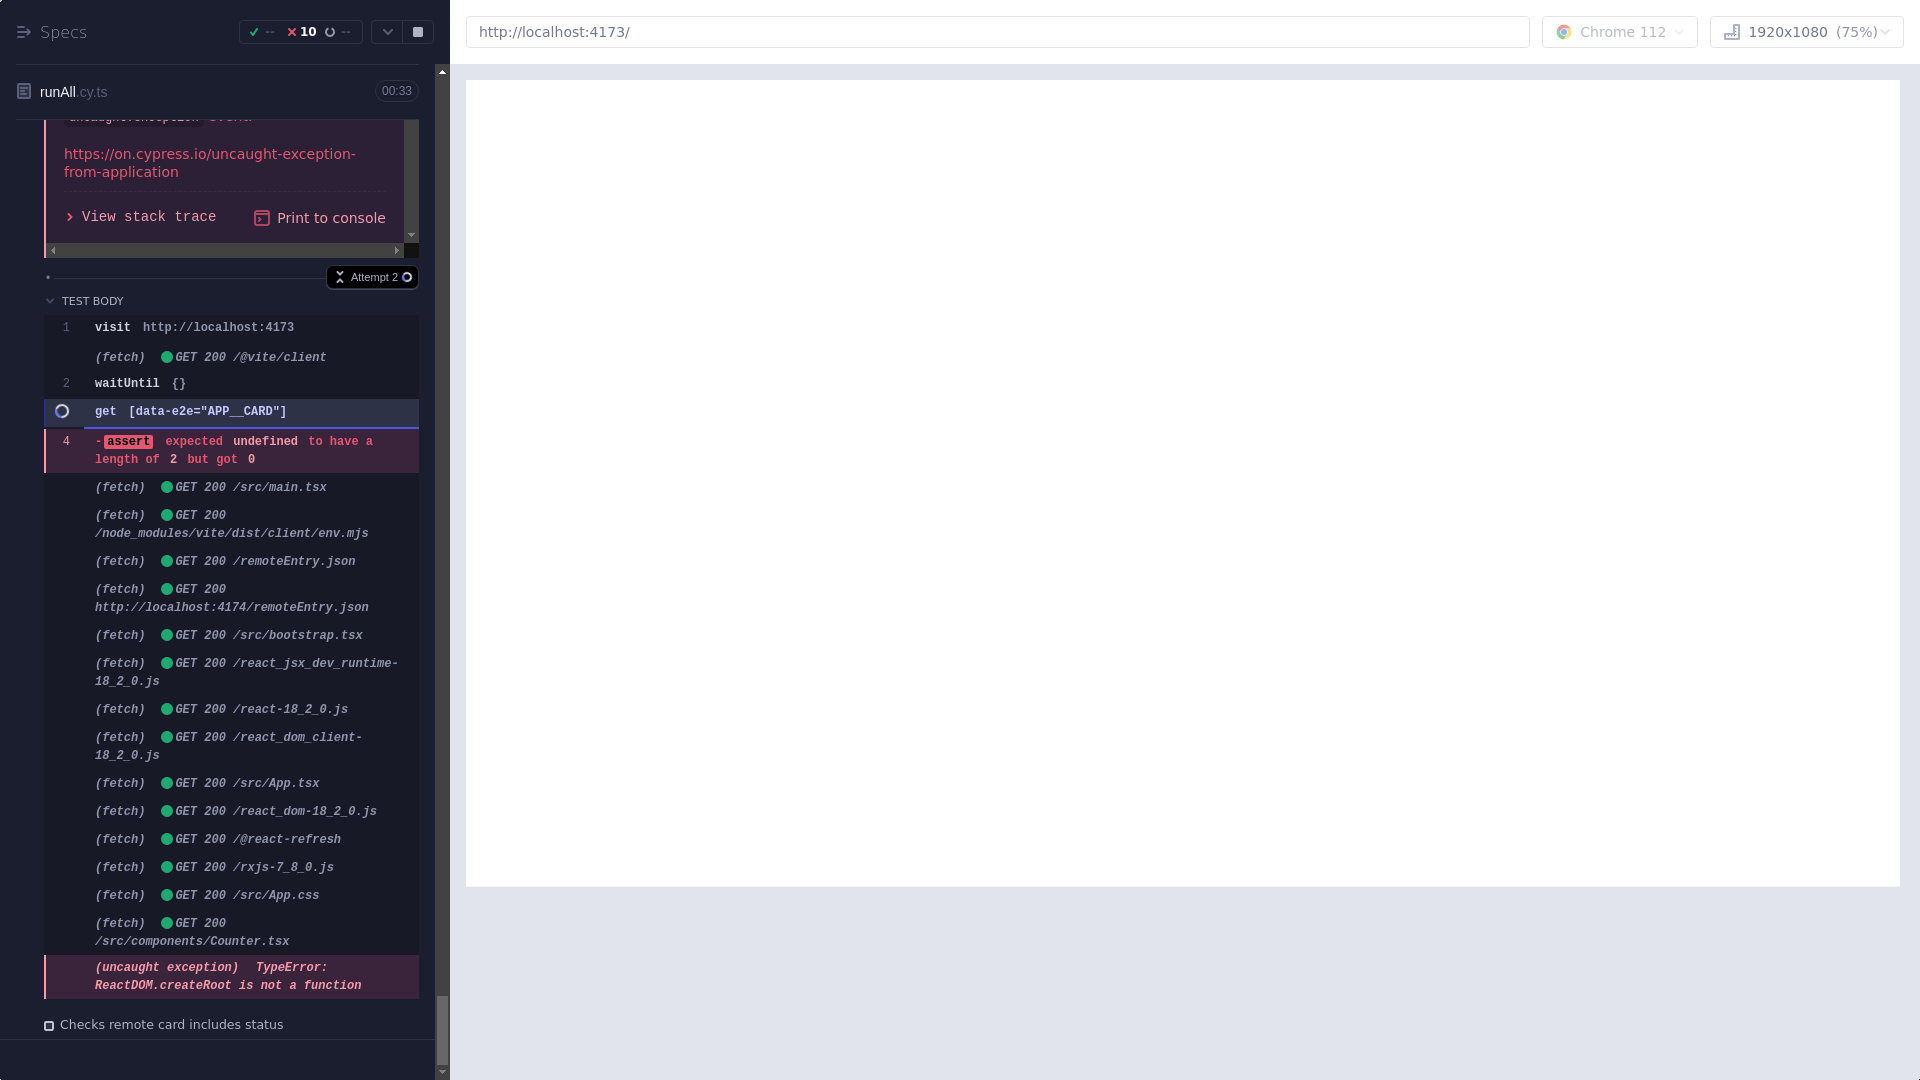 Specs
-- 10 --
http://localhost:4173/
Chrome 112
1920x1080 (75%)
runAll.cy.ts
00:33
https://on.cypress.io/uncaught-exception-
from-application
View stack trace
Print to console
Attempt 2
TEST BODY
1 visit http://localhost:4173
(fetch) GET 200 /@vite/client
2 waitUntil {}
get [data-e2e="APP__CARD"]
4 -assert expected undefined to have a
length of 2 but got 0
(fetch) GET 200 /src/main.tsx
(fetch) GET 200
/node_modules/vite/dist/client/env.mjs
(fetch) GET 200 /remoteEntry.json
(fetch) GET 200
http://localhost:4174/remoteEntry.json
(fetch) GET 200 /src/bootstrap.tsx
(fetch) GET 200 /react_jsx_dev_runtime-
18_2_0.js
(fetch) GET 200 /react-18_2_0.js
(fetch) GET 200 /react_dom_client-
18_2_0.js
(fetch) GET 200 /src/App.tsx
(fetch) GET 200 /react_dom-18_2_0.js
(fetch) GET 200 /@react-refresh
(fetch) GET 200 /rxjs-7_8_0.js
(fetch) GET 200 /src/App.css
(fetch) GET 200
/src/components/Counter.tsx
(uncaught exception) TypeError:
ReactDOM.createRoot is not a function
Checks remote card includes status